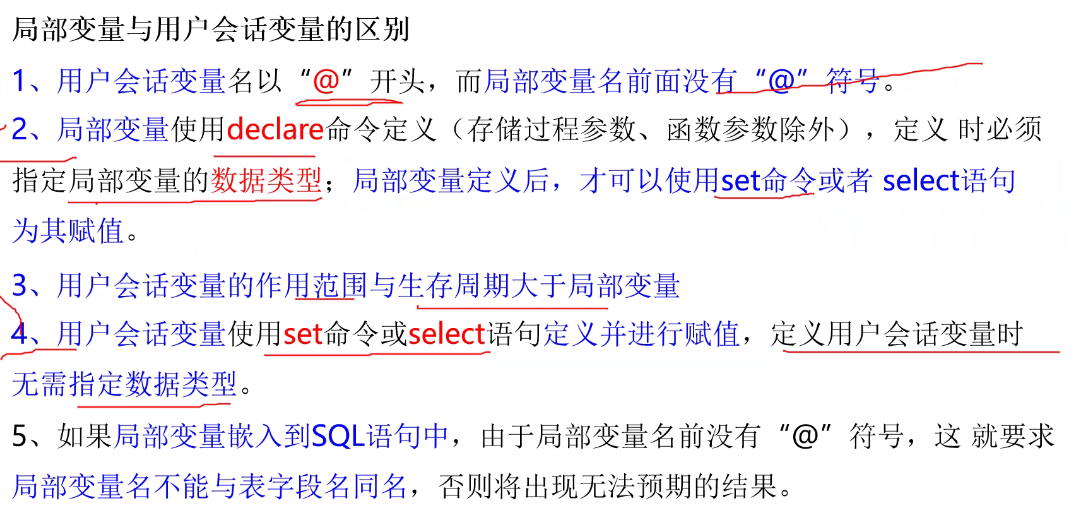 局部变量与用户会话变量的区别
1、用户会话变量名以“@”开头，而局部变量名前面没有“@”符号。
2、局部变量使用declare命令定义（存储过程参数、函数参数除外），定义 时必须
指定局部变量的数据类型；局部变量定义后，才可以使用set命令或者 select语句
为其赋值。
3、用户会话变量的作用范围与生存周期大于局部变量
4、用户会话变量使用set命令或select语句定义并进行赋值，定义用户会话变量时
无需指定数据类型。
5、如果局部变量嵌入到SQL语句中，由于局部变量名前没有“@”符号，这 就要求
局部变量名不能与表字段名同名，否则将出现无法预期的结果。